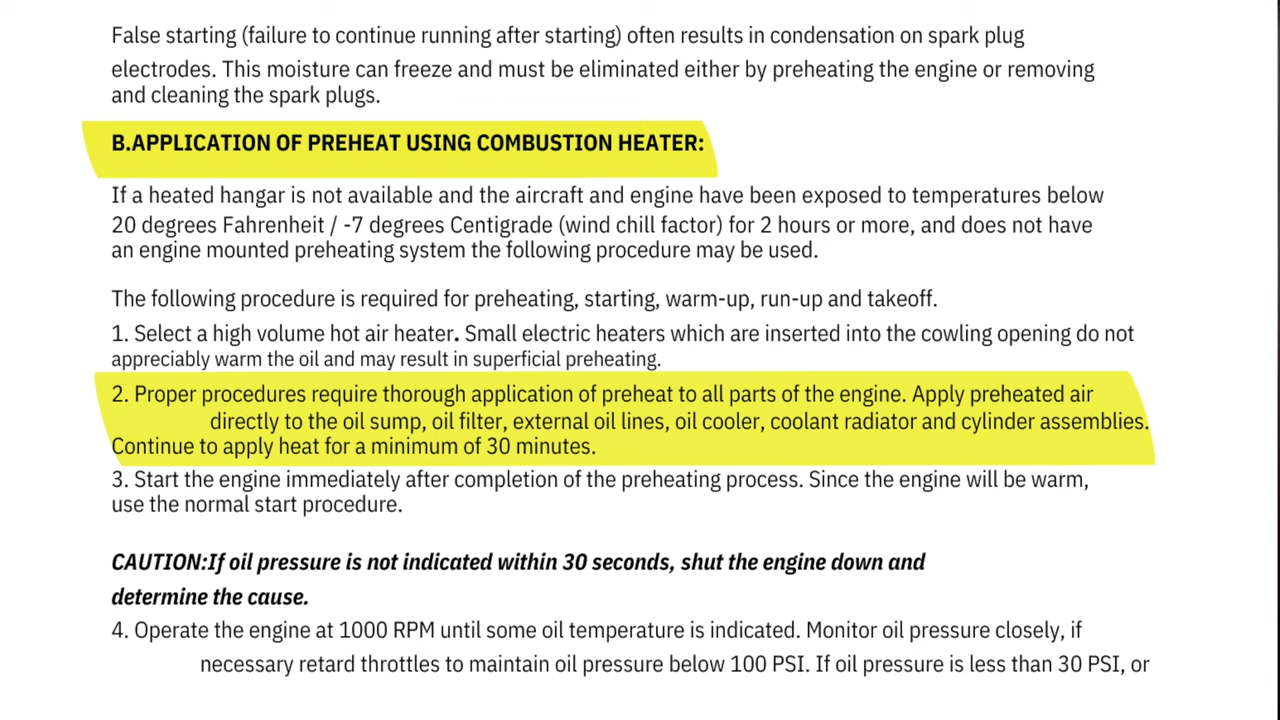 False starting (failure to continue running after starting) often results in condensation on spark plug
electrodes. This moisture can freeze and must be eliminated either by preheating the engine or removing
and cleaning the spark plugs.
B.APPLICATION OF PREHEAT USING COMBUSTION HEATER:
If a heated hangar is not available and the aircraft and engine have been exposed to temperatures below
20 degrees Fahrenheit / -7 degrees Centigrade (wind chill factor) for 2 hours or more, and does not have
an engine mounted preheating system the following procedure may be used.
The following procedure is required for preheating, starting, warm-up, run-up and takeoff.
1. Select a high volume hot air heater. Small electric heaters which are inserted into the cowling opening do not
appreciably warm the oil and may result in superficial preheating.
2. Proper procedures require thorough application of preheat to all parts of the engine. Apply preheated air
directly to the oil sump, oil filter, external oil lines, oil cooler, coolant radiator and cylinder assemblies.
Continue to apply heat for a minimum of 30 minutes.
3. Start the engine immediately after completion of the preheating process. Since the engine will be warm,
use the normal start procedure.
CAUTION:If oil pressure is not indicated within 30 seconds, shut the engine down and
determine the cause.
4. Operate the engine at 1000 RPM until some oil temperature is indicated. Monitor oil pressure closely, if
necessary retard throttles to maintain oil pressure below 100 PSI. If oil pressure is less than 30 PSI, or